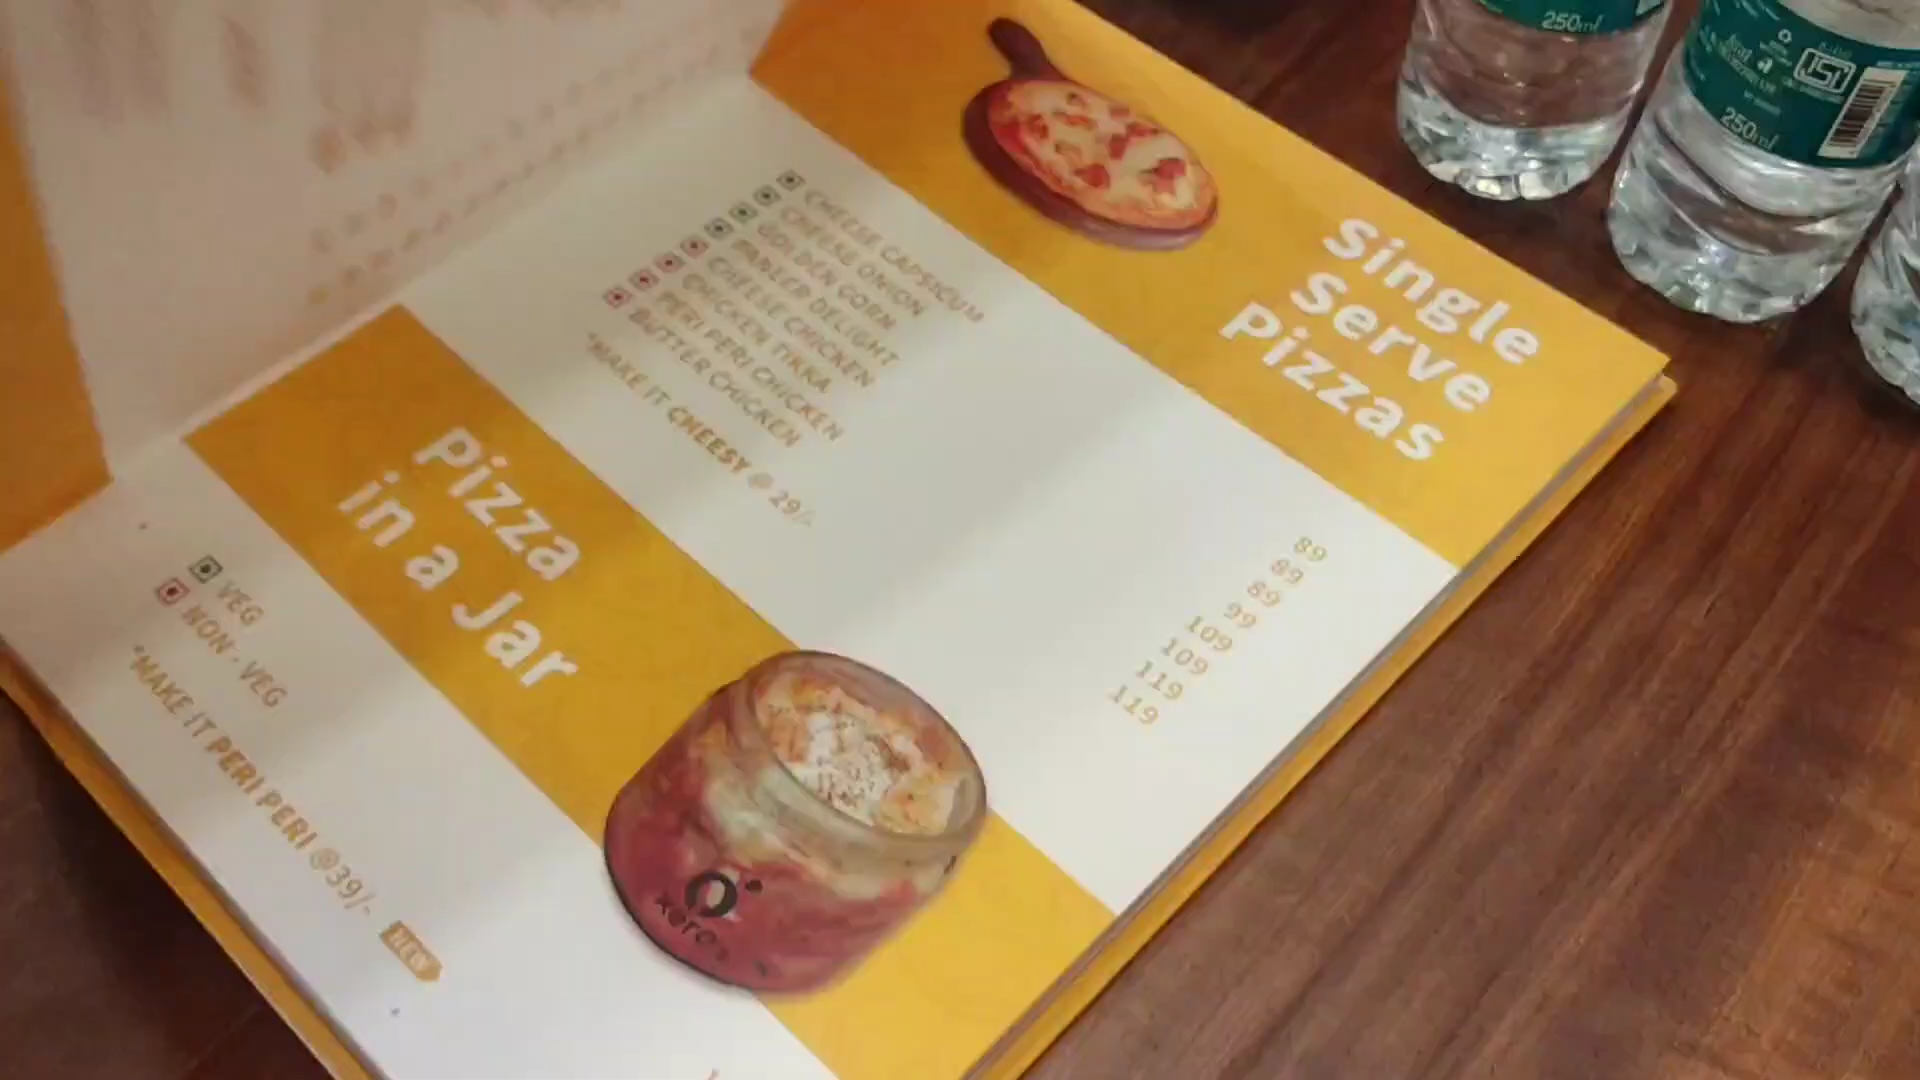 Single
Serve
Pizzas
CHEESE CAPSICUM 89
CHEESE ONION 89
GOLDEN CORN 89
PANEER DELIGHT 99
CHEESE CHICKEN 109
CHICKEN TIKKA 109
PERI PERI CHICKEN 119
BUTTER CHICKEN 119
*MAKE IT CHEESY @ 29/-
Pizza
in a Jar
VEG
NON - VEG
*MAKE IT PERI PERI @39/- NEW
250ml
250ml